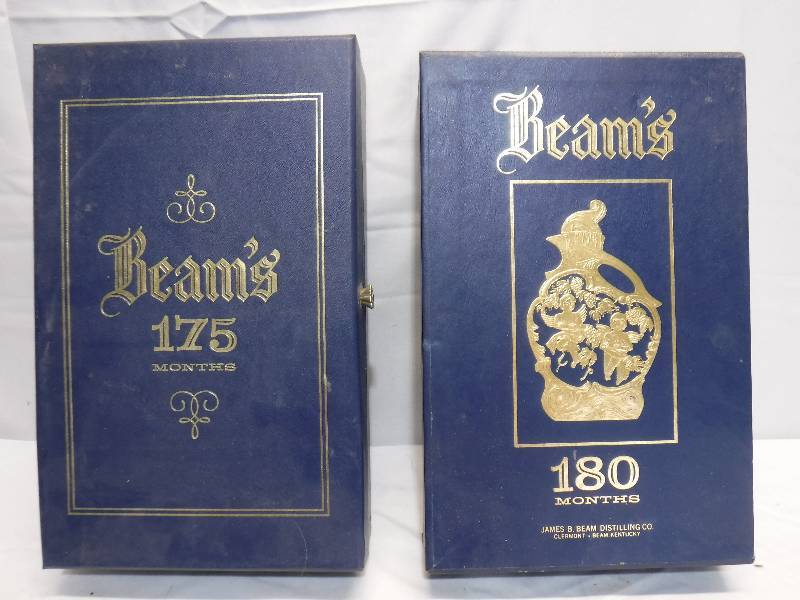 Beam's
175
MONTHS
Beam's
180
MONTHS
JAMES B. BEAM DISTILLING CO.
CLERMONT - BEAM, KENTUCKY